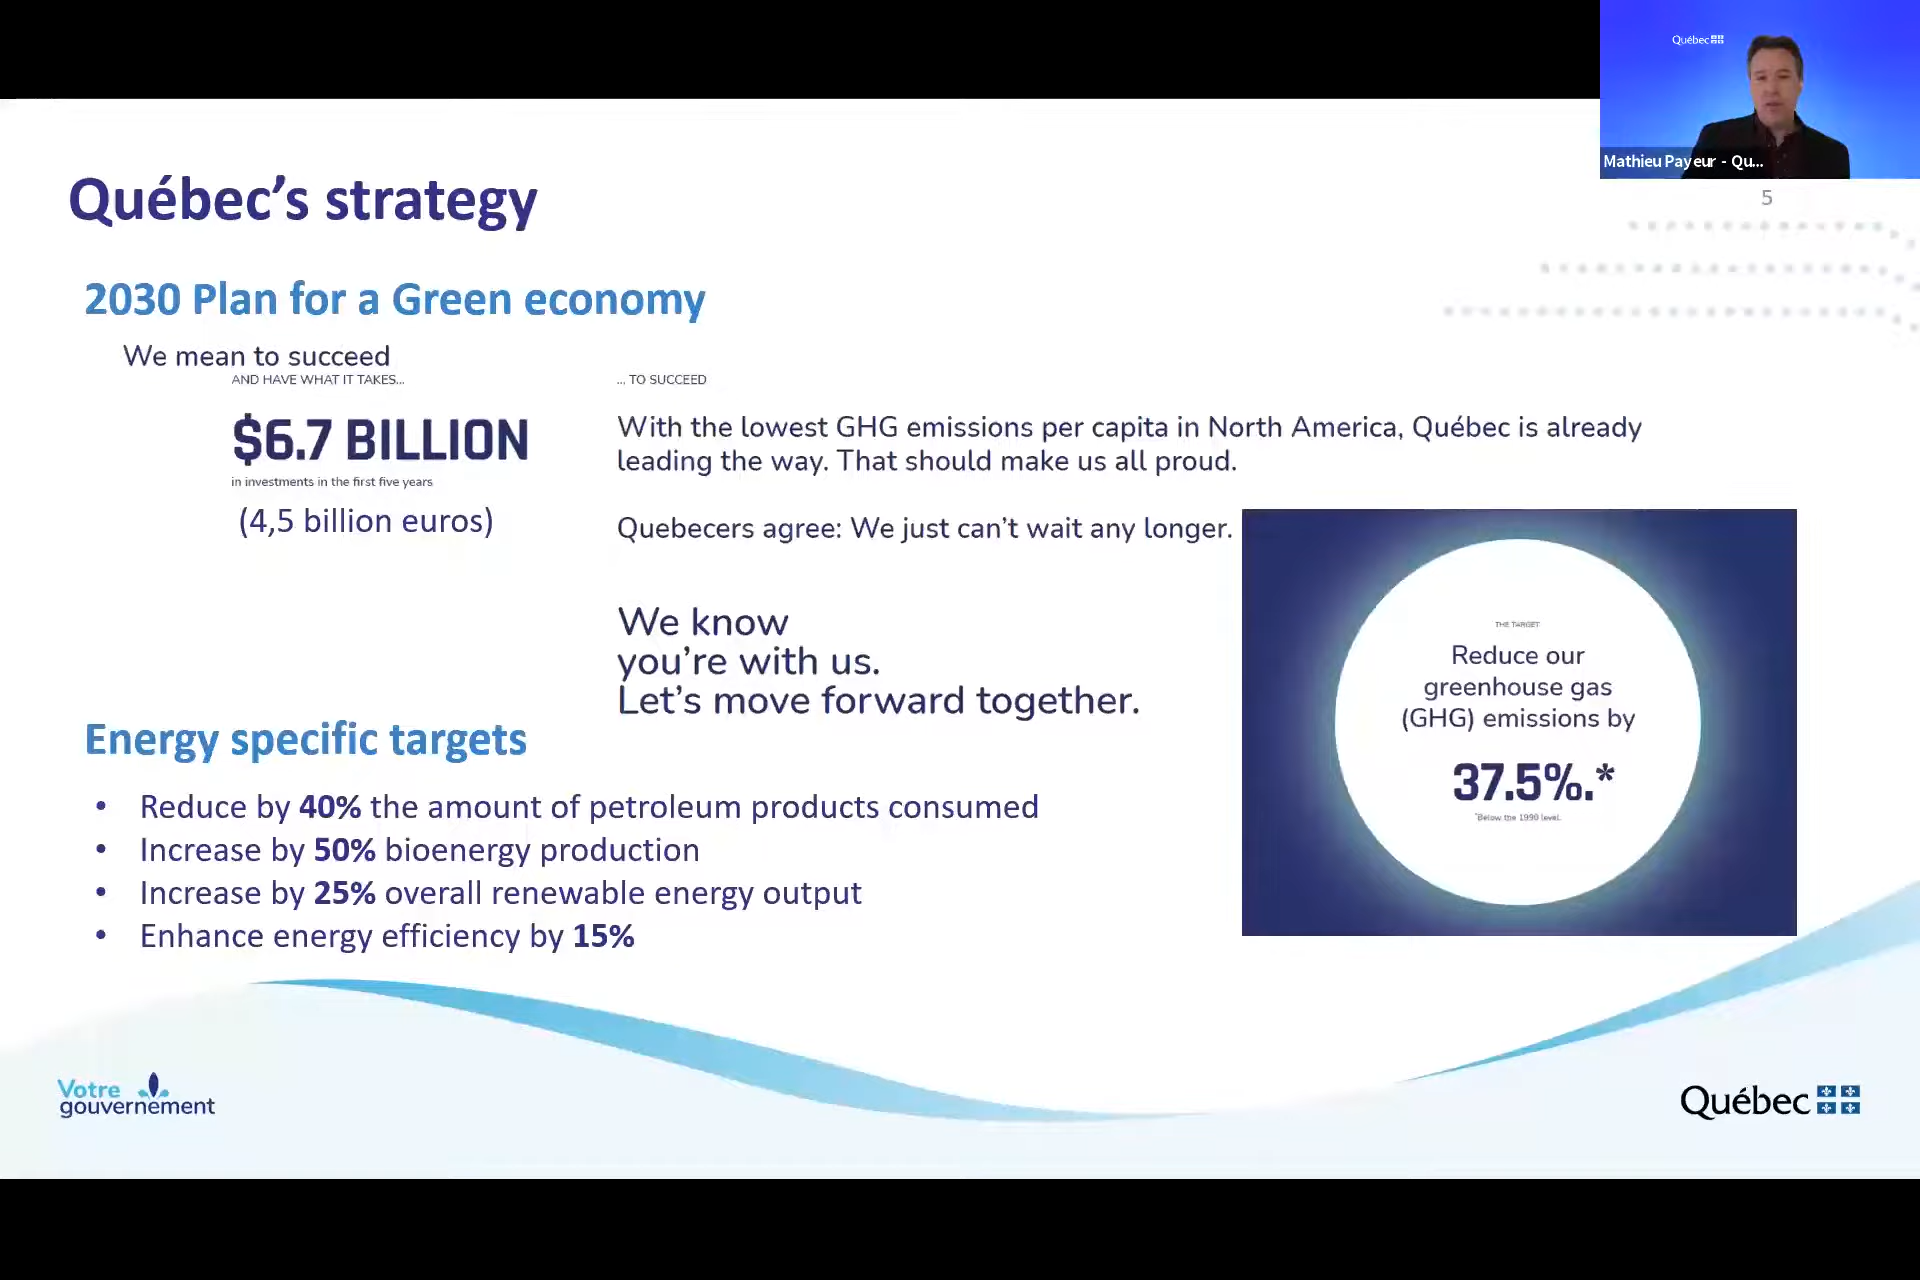 Québec
Mathieu Payeur - Qu...
5
Québec’s strategy
2030 Plan for a Green economy
We mean to succeed
AND HAVE WHAT IT TAKES...
$6.7 BILLION
in investments in the first five years
(4,5 billion euros)
... TO SUCCEED
With the lowest GHG emissions per capita in North America, Québec is already
leading the way. That should make us all proud.
Quebecers agree: We just can’t wait any longer.
We know
you’re with us.
Let’s move forward together.
THE TARGET
Reduce our
greenhouse gas
(GHG) emissions by
37.5%.*
*Below the 1990 level.
Energy specific targets
• Reduce by 40% the amount of petroleum products consumed
• Increase by 50% bioenergy production
• Increase by 25% overall renewable energy output
• Enhance energy efficiency by 15%
Votre
gouvernement
Québec